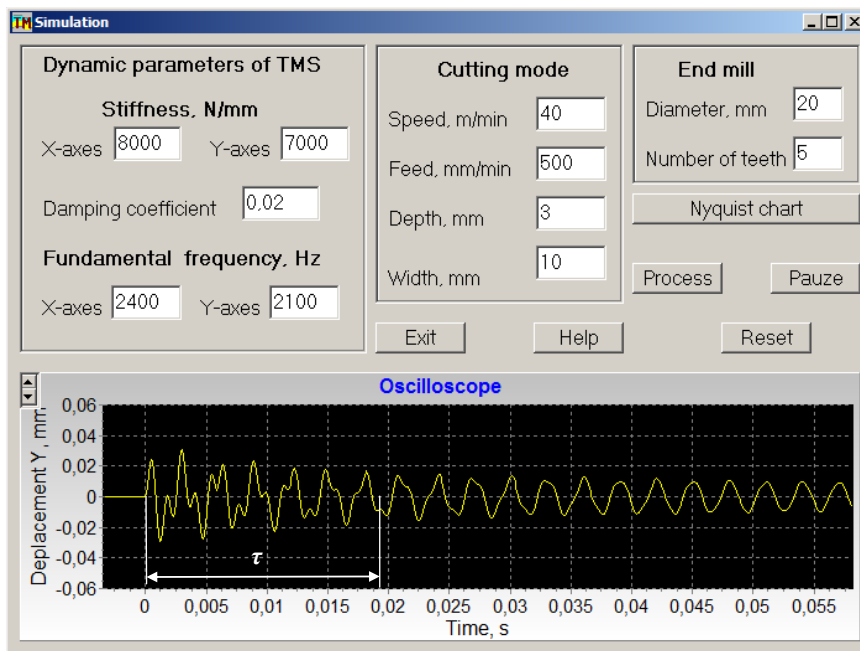 TM Simulation
Dynamic parameters of TMS
Stiffness, N/mm
X-axes 8000 Y-axes 7000
Damping coefficient 0,02
Fundamental frequency, Hz
X-axes 2400 Y-axes 2100
Cutting mode
Speed, m/min 40
Feed, mm/min 500
Depth, mm 3
Width, mm 10
End mill
Diameter, mm 20
Number of teeth 5
Nyquist chart
Process Pauze
Exit Help Reset
Oscilloscope
Deplacement Y, mm
0,06
0,04
0,02
0
-0,02
-0,04
-0,06
τ
0 0,005 0,01 0,015 0,02 0,025 0,03 0,035 0,04 0,045 0,05 0,055
Time, s